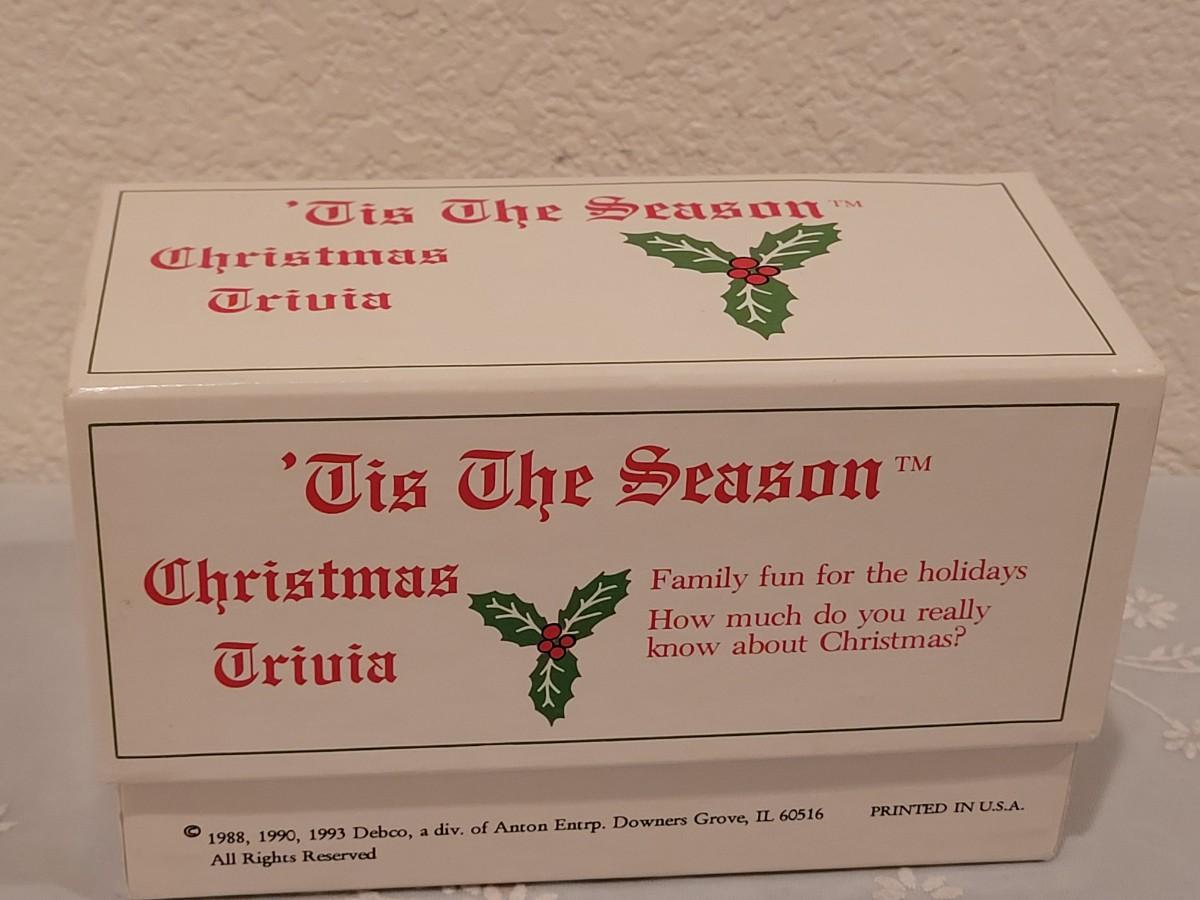 'Tis The Season™
Christmas
Trivia
'Tis The Season™
Christmas
Trivia
Family fun for the holidays
How much do you really
know about Christmas?
© 1988, 1990, 1993 Debco, a div. of Anton Entrp. Downers Grove, IL 60516 PRINTED IN U.S.A.
All Rights Reserved